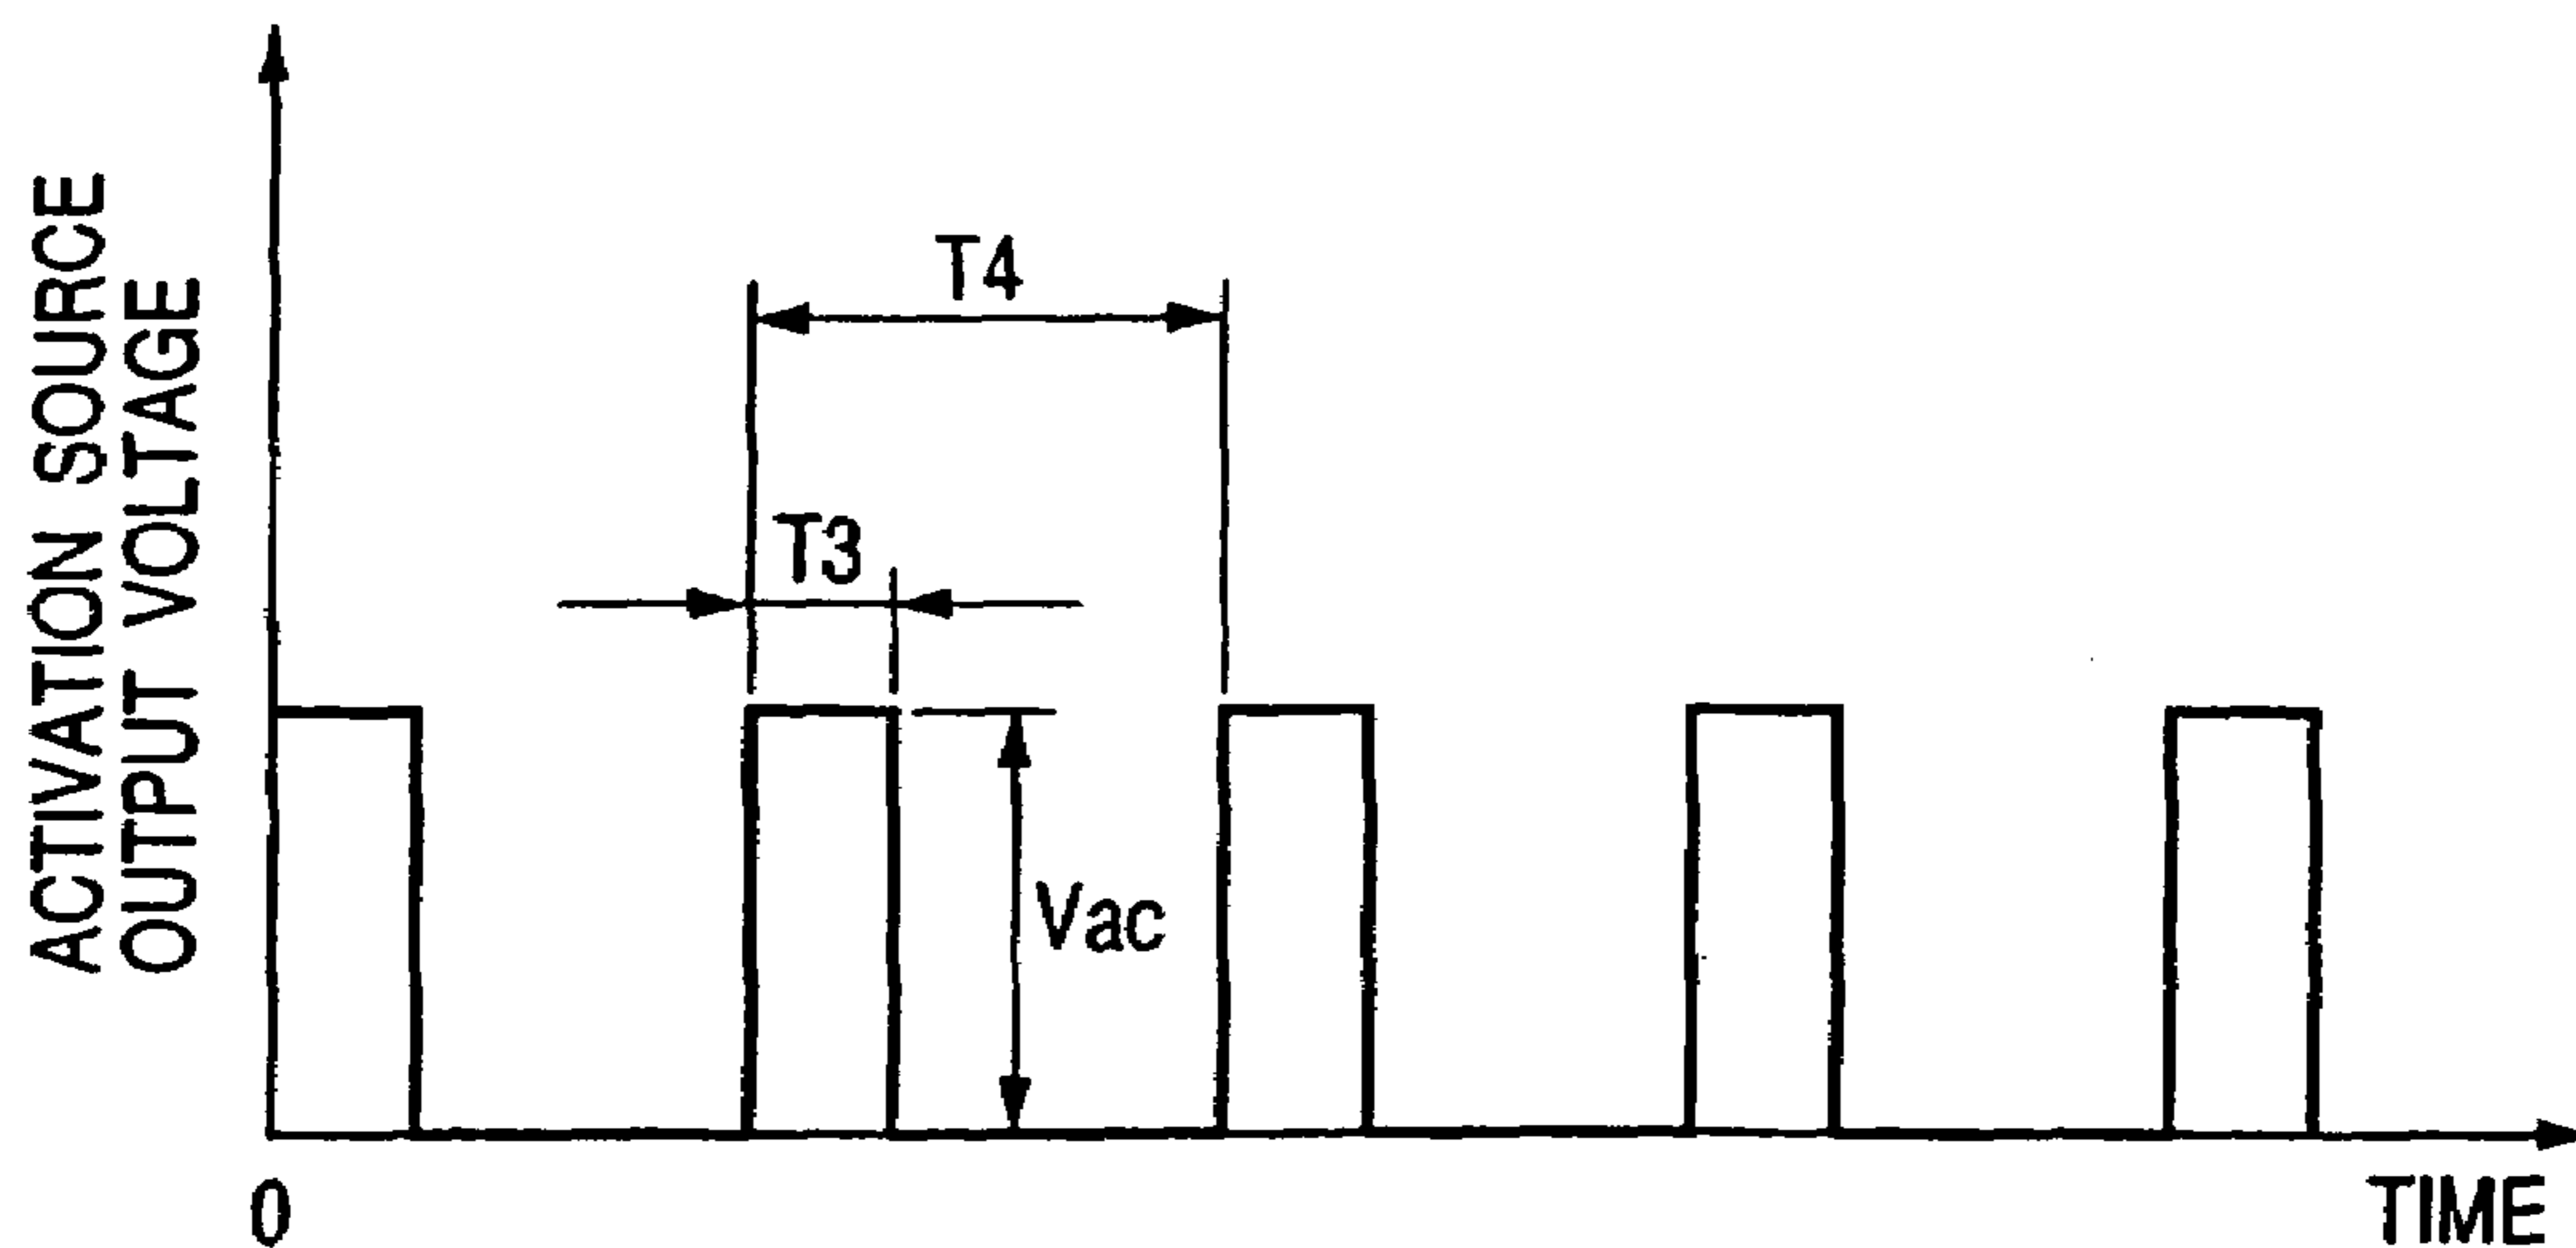 ACTIVATION SOURCE
OUTPUT VOLTAGE
T4
T3
Vac
0
TIME